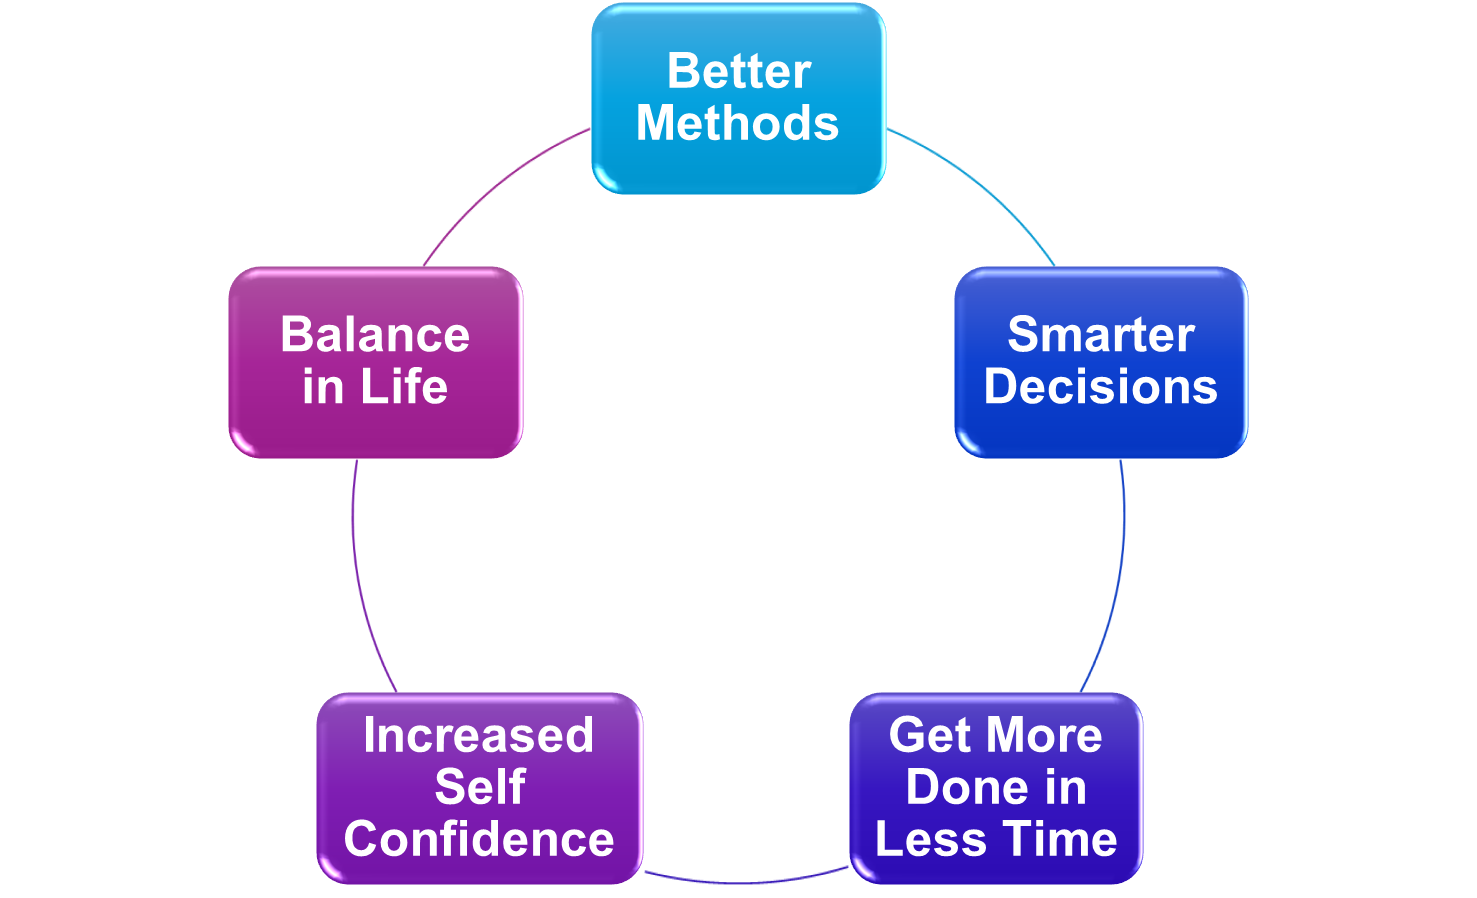 Better
Methods
Smarter
Decisions
Get More
Done in
Less Time
Increased
Self
Confidence
Balance
in Life